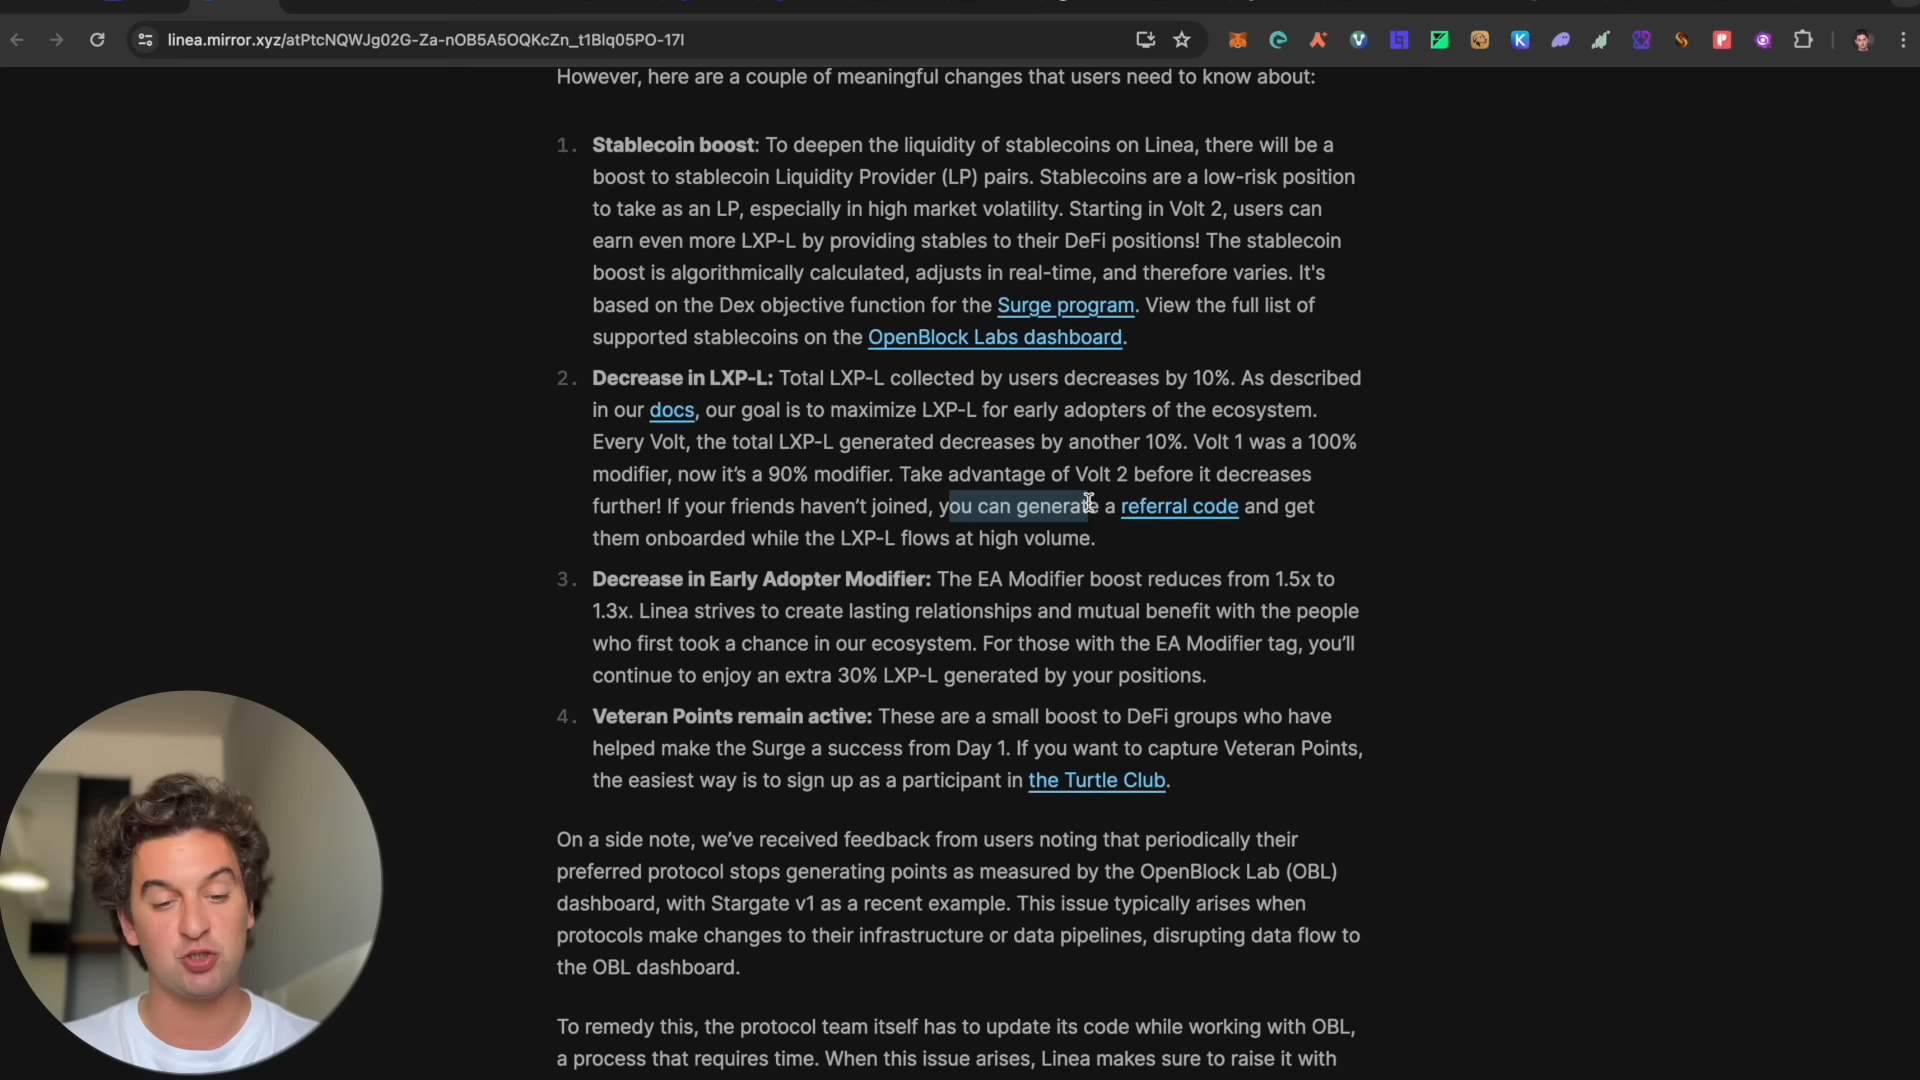 linea.mirror.xyz/atPtcNQWJg02G-Za-nOB5A5OQKcZn_t1Blq05PO-17I
However, here are a couple of meaningful changes that users need to know about:
1. Stablecoin boost: To deepen the liquidity of stablecoins on Linea, there will be a
boost to stablecoin Liquidity Provider (LP) pairs. Stablecoins are a low-risk position
to take as an LP, especially in high market volatility. Starting in Volt 2, users can
earn even more LXP-L by providing stables to their DeFi positions! The stablecoin
boost is algorithmically calculated, adjusts in real-time, and therefore varies. It's
based on the Dex objective function for the Surge program. View the full list of
supported stablecoins on the OpenBlock Labs dashboard.
2. Decrease in LXP-L: Total LXP-L collected by users decreases by 10%. As described
in our docs, our goal is to maximize LXP-L for early adopters of the ecosystem.
Every Volt, the total LXP-L generated decreases by another 10%. Volt 1 was a 100%
modifier, now it’s a 90% modifier. Take advantage of Volt 2 before it decreases
further! If your friends haven’t joined, you can generate a referral code and get
them onboarded while the LXP-L flows at high volume.
3. Decrease in Early Adopter Modifier: The EA Modifier boost reduces from 1.5x to
1.3x. Linea strives to create lasting relationships and mutual benefit with the people
who first took a chance in our ecosystem. For those with the EA Modifier tag, you’ll
continue to enjoy an extra 30% LXP-L generated by your positions.
4. Veteran Points remain active: These are a small boost to DeFi groups who have
helped make the Surge a success from Day 1. If you want to capture Veteran Points,
the easiest way is to sign up as a participant in the Turtle Club.
On a side note, we’ve received feedback from users noting that periodically their
preferred protocol stops generating points as measured by the OpenBlock Lab (OBL)
dashboard, with Stargate v1 as a recent example. This issue typically arises when
protocols make changes to their infrastructure or data pipelines, disrupting data flow to
the OBL dashboard.
To remedy this, the protocol team itself has to update its code while working with OBL,
a process that requires time. When this issue arises, Linea makes sure to raise it with